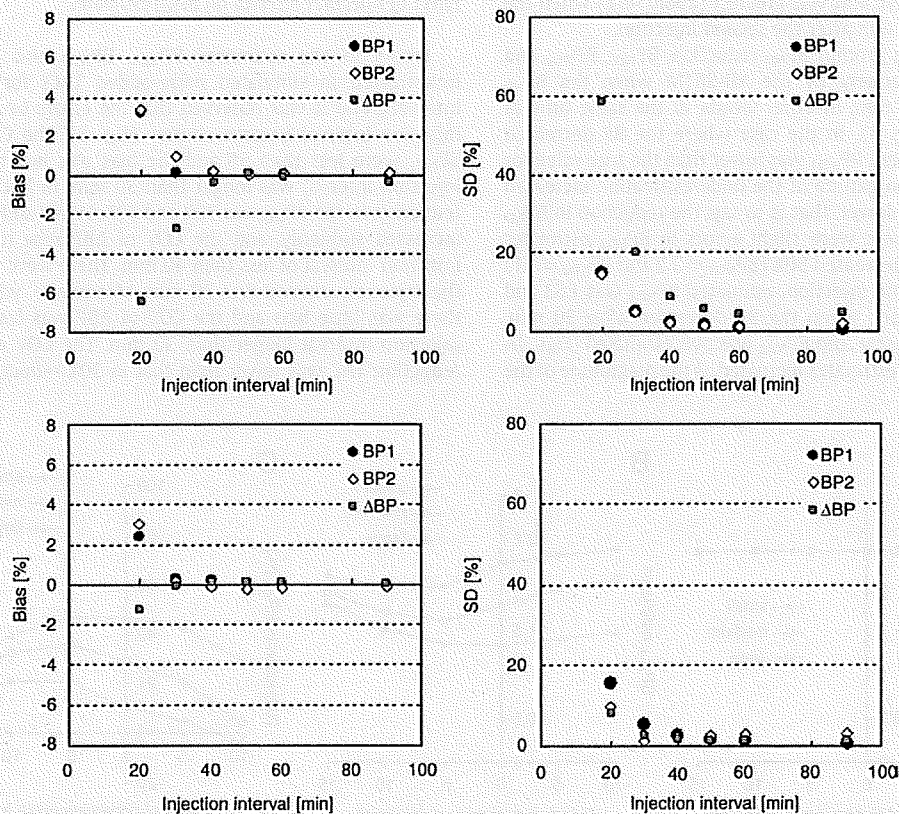 8
6
4
2
0
-2
-4
-6
-8
Bias [%]
BP1
BP2
ΔBP
0 20 40 60 80 100
Injection interval [min]
80
60
40
20
0
SD [%]
BP1
BP2
ΔBP
0 20 40 60 80 100
Injection interval [min]
8
6
4
2
0
-2
-4
-6
-8
Bias [%]
BP1
BP2
ΔBP
0 20 40 60 80 100
Injection interval [min]
80
60
40
20
0
SD [%]
BP1
BP2
ΔBP
0 20 40 60 80 100
Injection interval [min]